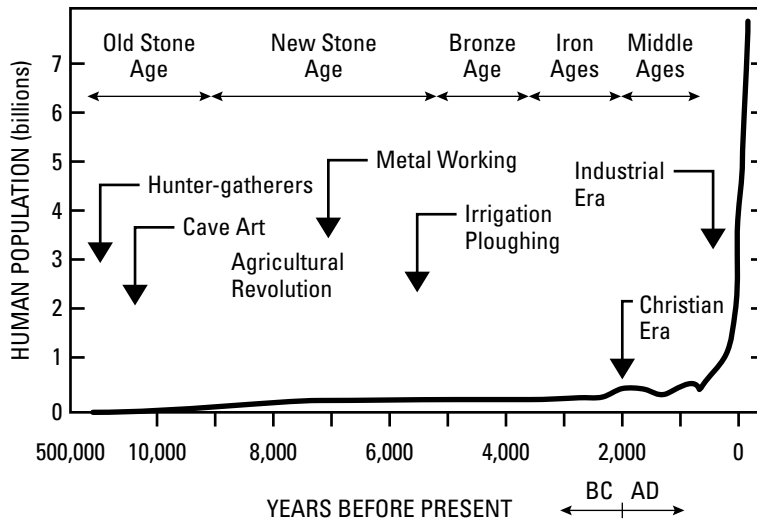 Old Stone
Age
New Stone
Age
Bronze
Age
Iron
Ages
Middle
Ages
HUMAN POPULATION (billions)
7
6
5
4
3
2
1
0
Hunter-gatherers
Cave Art
Metal Working
Agricultural
Revolution
Irrigation
Ploughing
Industrial
Era
Christian
Era
500,000 10,000 8,000 6,000 4,000 2,000 0
YEARS BEFORE PRESENT
BC AD